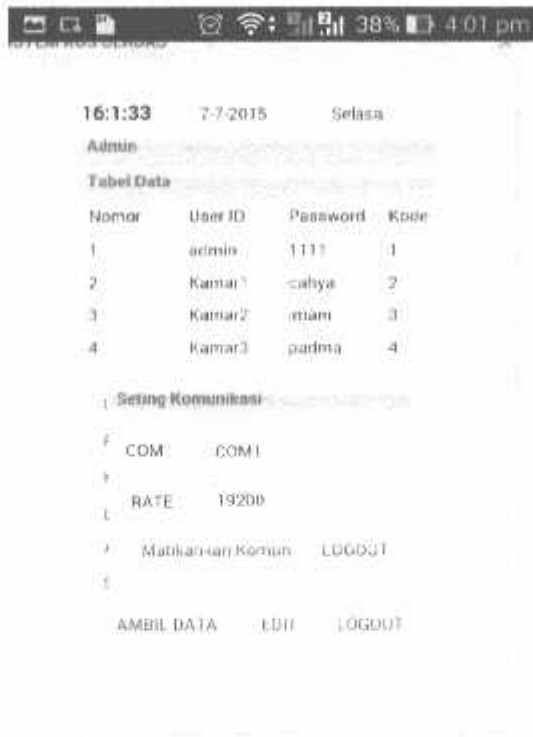 38% 4:01 pm
16:1:33 7-7-2015 Selasa
Admin
Tabel Data
Nomor User ID Password Kode
1 admin 1111 1
2 Kamar1 cahya 2
3 Kamar2 imam 3
4 Kamar3 padma 4
Seting Komunikasi
COM COM1
RATE 19200
Komun LOGOUT
AMBIL DATA EDIT LOGOUT